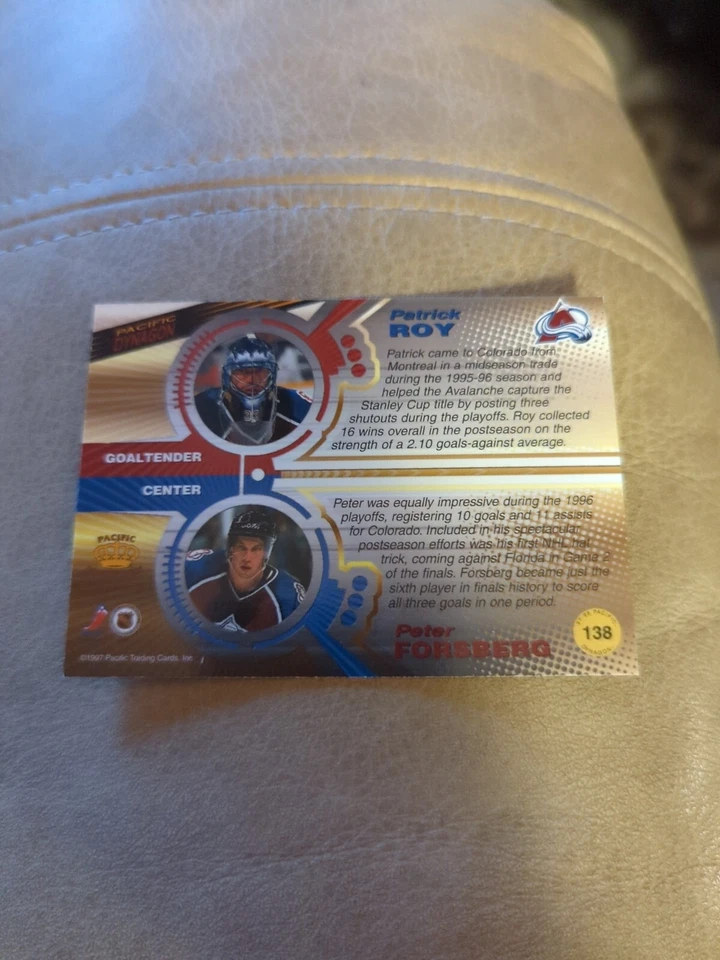 PACIFIC
DYNAGON
Patrick
ROY
Patrick came to Colorado from
Montreal in a midseason trade
during the 1995-96 season and
helped the Avalanche capture the
Stanley Cup title by posting three
shutouts during the playoffs. Roy collected
16 wins overall in the postseason on the
strength of a 2.10 goals-against average.
GOALTENDER
CENTER
Peter was equally impressive during the 1996
playoffs, registering 10 goals and 11 assists
for Colorado. Included in his spectacular
postseason efforts was his first NHL hat
trick, coming against Florida in Game 2
of the finals. Forsberg became just the
sixth player in finals history to score
all three goals in one period.
Peter
FORSBERG
PACIFIC
138
DYNAGON
©1997 Pacific Trading Cards, Inc.